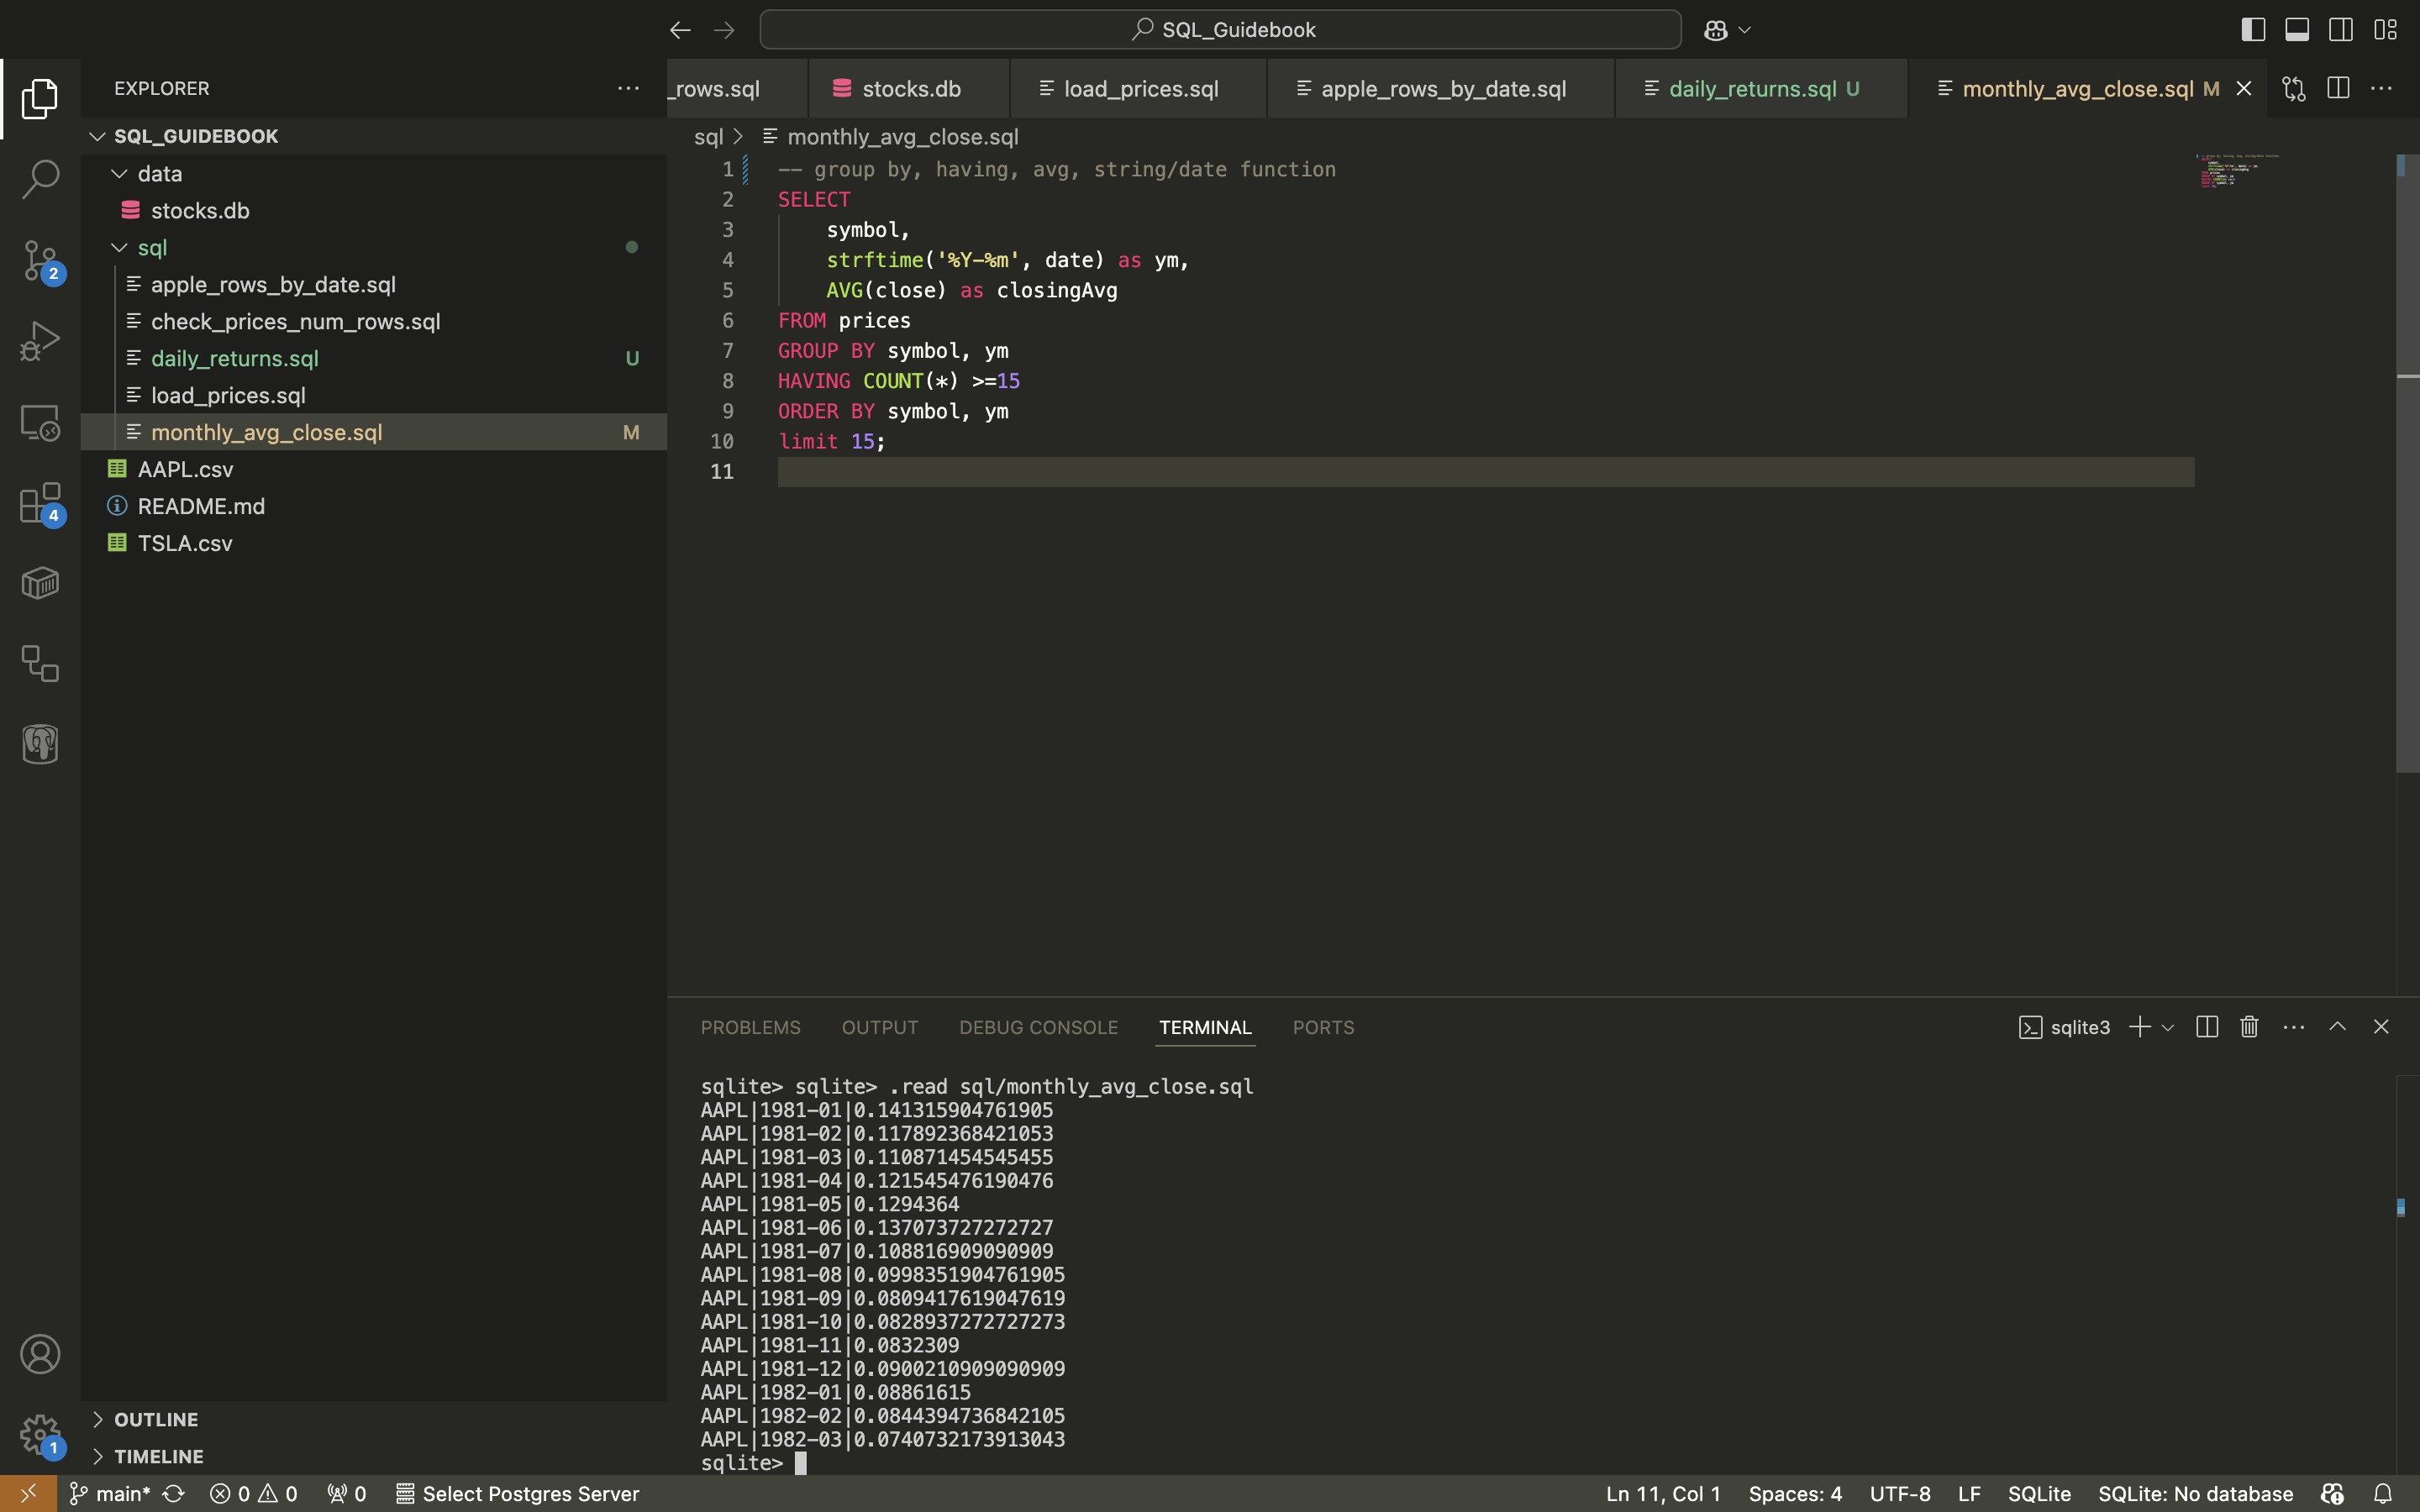 SQL_Guidebook
EXPLORER
SQL_GUIDEBOOK
data
stocks.db
sql
apple_rows_by_date.sql
check_prices_num_rows.sql
daily_returns.sql U
load_prices.sql
monthly_avg_close.sql M
AAPL.csv
README.md
TSLA.csv
OUTLINE
TIMELINE
2
4
1
_rows.sql stocks.db load_prices.sql apple_rows_by_date.sql daily_returns.sql U monthly_avg_close.sql M
sql > monthly_avg_close.sql
1 -- group by, having, avg, string/date function
2 SELECT
3 symbol,
4 strftime('%Y-%m', date) as ym,
5 AVG(close) as closingAvg
6 FROM prices
7 GROUP BY symbol, ym
8 HAVING COUNT(*) >=15
9 ORDER BY symbol, ym
10 limit 15;
11
PROBLEMS OUTPUT DEBUG CONSOLE TERMINAL PORTS sqlite3
sqlite> sqlite> .read sql/monthly_avg_close.sql
AAPL|1981-01|0.141315904761905
AAPL|1981-02|0.117892368421053
AAPL|1981-03|0.110871454545455
AAPL|1981-04|0.121545476190476
AAPL|1981-05|0.1294364
AAPL|1981-06|0.137073727272727
AAPL|1981-07|0.108816909090909
AAPL|1981-08|0.0998351904761905
AAPL|1981-09|0.0809417619047619
AAPL|1981-10|0.0828937272727273
AAPL|1981-11|0.0832309
AAPL|1981-12|0.0900210909090909
AAPL|1982-01|0.08861615
AAPL|1982-02|0.0844394736842105
AAPL|1982-03|0.0740732173913043
sqlite>
main* 0 0 0 Select Postgres Server Ln 11, Col 1 Spaces: 4 UTF-8 LF SQLite SQLite: No database